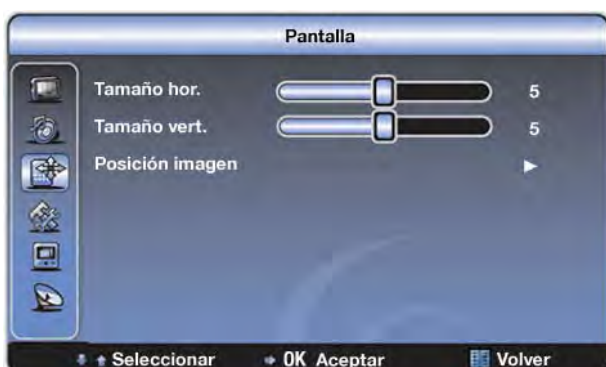 Pantalla
Tamaño hor. 5
Tamaño vert. 5
Posición imagen
Seleccionar OK Aceptar Volver